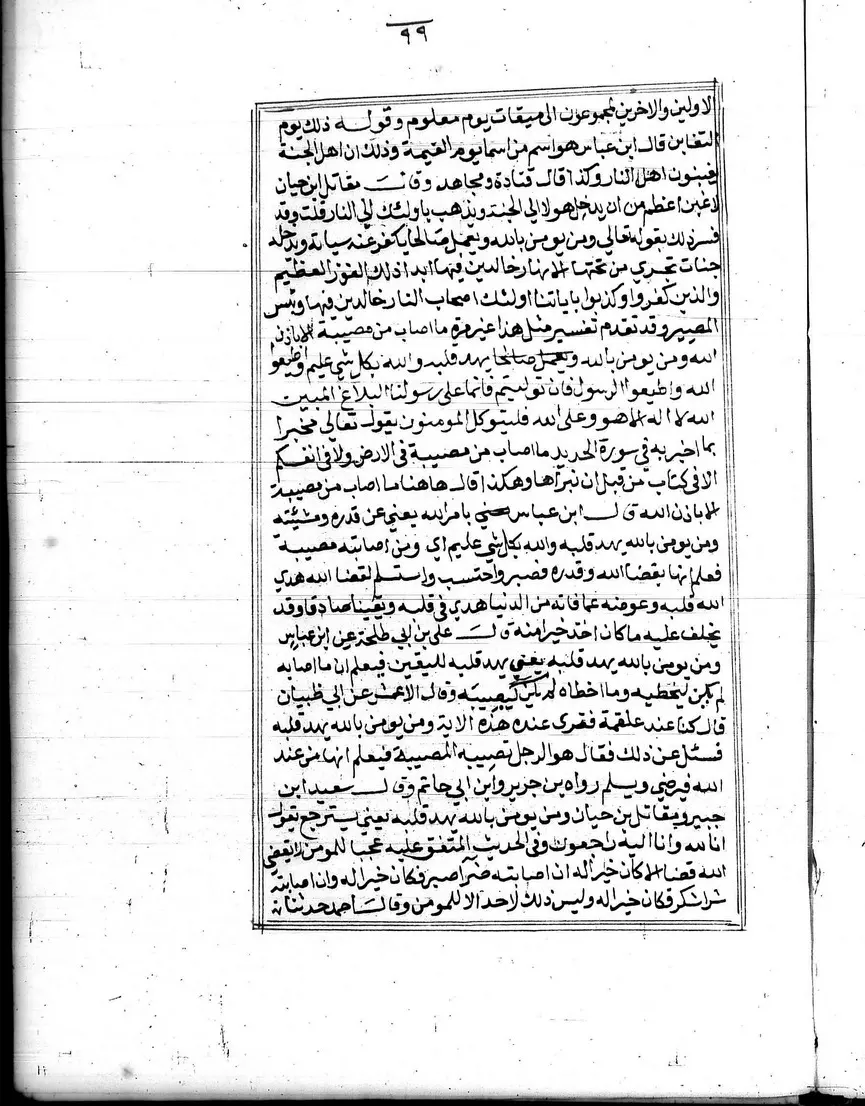 ٩٩
الاولين والاخرين لمجموعون الى ميقات يوم معلوم وقوله ذلك يوم
التغابن قال ابن عباس هو اسم من اسما يوم القيمة وذلك ان اهل الجنة
يغبنون اهل النار وكذا قال قتادة ومجاهد وقال مقاتل ابن حيان
لا غبن اعظم من ان يدخل هولا الى الجنة ويذهب باولئك الى النار قلت وقد
فسر ذلك بقوله تعالى ومن يومن بالله ويعمل صالحا يكفر عنه سياته ويدخله
جنات تجري من تحتها الانهار خالدين فيها ابدا ذلك الفوز العظيم
والذين كفروا وكذبوا باياتنا اولئك اصحاب النار خالدين فيها وبئس
المصير وقد تقدم تفسير مثل هذا غير مرة ما اصاب من مصيبة الا باذن
الله ومن يومن بالله ويعمل صالحا يهد قلبه والله بكل شي عليم واطيعوا
الله واطيعوا الرسول فان توليتم فانما على رسولنا البلاغ المبين
الله لا اله الا هو وعلى الله فليتوكل المومنون يقول تعالى مخبرا
بما اخبر به في سورة الحديد ما اصاب من مصيبة في الارض ولا في انفسكم
الا في كتاب من قبل ان نبرأها وهكذا قال هاهنا ما اصاب من مصيبة
الا باذن الله قال ابن عباس يعني بامر الله يعني عن قدره ومشيئته
ومن يومن بالله يهد قلبه والله بكل شي عليم اي ومن اصابته مصيبة
فعلم انها بقضا الله وقدره فصبر واحتسب واستسلم لقضا الله هدي
الله قلبه وعوضه عما فاته من الدنيا هدي في قلبه ويقينا صادقا وقد
يخلف عليه ما كان اخذ خيرا منه قال علي بن ابي طلحة عن ابن عباس
ومن يومن بالله يهد قلبه يعني يهد قلبه لليقين فيعلم ان ما اصابه
لم يكن ليخطيه وما اخطاه لم يكن ليصيبه وقال الاعمش عن ابي ظبيان
قال كنا عند علقمة فقرى عنده هذه الاية ومن يومن بالله يهد قلبه
فسئل عن ذلك فقال هو الرجل تصيبه المصيبة فيعلم انها من عند
الله فيرضي ويسلم رواه بن جرير وابن ابي حاتم وقال سعيد ابن
جبير ومقاتل بن حيان ومن يومن بالله يهد قلبه يعني يسترجع يقول
انا لله وانا اليه راجعون وفي الحديث المتفق عليه عجبا للمومن لا يقضي
الله قضا الا كان خيرا له ان اصابته ضرآ صبر فكان خيرا له وان اصابته
شر اشكر فكان خيرا له وليس ذلك لاحد الا للمومن وقال احمد حدثنا